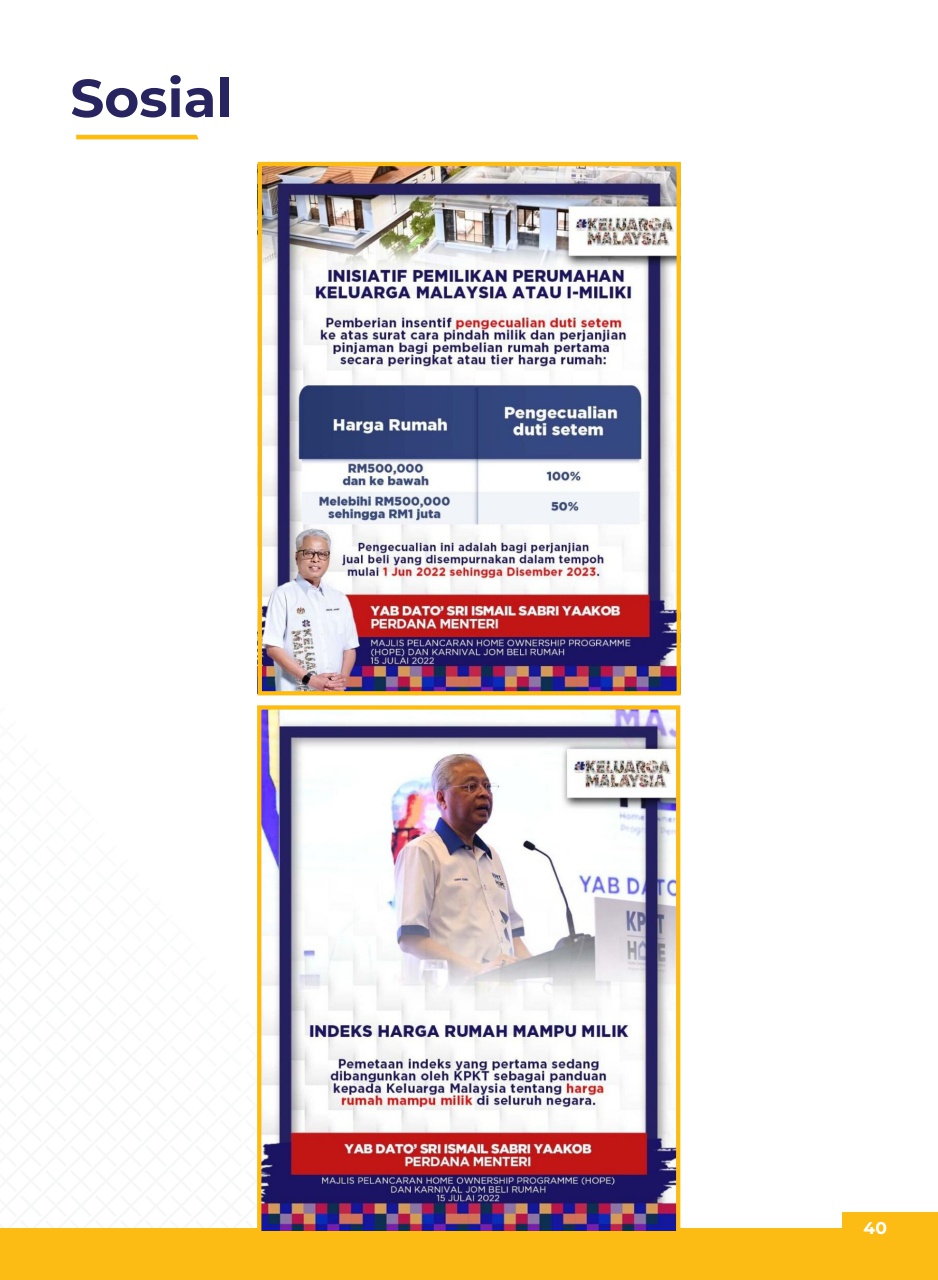 Sosial
#KELUARGA
MALAYSIA
INISIATIF PEMILIKAN PERUMAHAN
KELUARGA MALAYSIA ATAU I-MILIKI
Pemberian insentif pengecualian duti setem
ke atas surat cara pindah milik dan perjanjian
pinjaman bagi pembelian rumah pertama
secara peringkat atau tier harga rumah:
Harga Rumah
Pengecualian
duti setem
RM500,000
dan ke bawah
100%
Melebihi RM500,000
sehingga RM1 juta
50%
Pengecualian ini adalah bagi perjanjian
jual beli yang disempurnakan dalam tempoh
mulai 1 Jun 2022 sehingga Disember 2023.
YAB DATO' SRI ISMAIL SABRI YAAKOB
PERDANA MENTERI
MAJLIS PELANCARAN HOME OWNERSHIP PROGRAMME
(HOPE) DAN KARNIVAL JOM BELI RUMAH
15 JULAI 2022
#KELUARGA
MALAYSIA
YAB DATO
KPKT
HOPE
INDEKS HARGA RUMAH MAMPU MILIK
Pemetaan indeks yang pertama sedang
dibangunkan oleh KPKT sebagai panduan
kepada Keluarga Malaysia tentang harga
rumah mampu milik di seluruh negara.
YAB DATO' SRI ISMAIL SABRI YAAKOB
PERDANA MENTERI
MAJLIS PELANCARAN HOME OWNERSHIP PROGRAMME (HOPE)
DAN KARNIVAL JOM BELI RUMAH
15 JULAI 2022
40